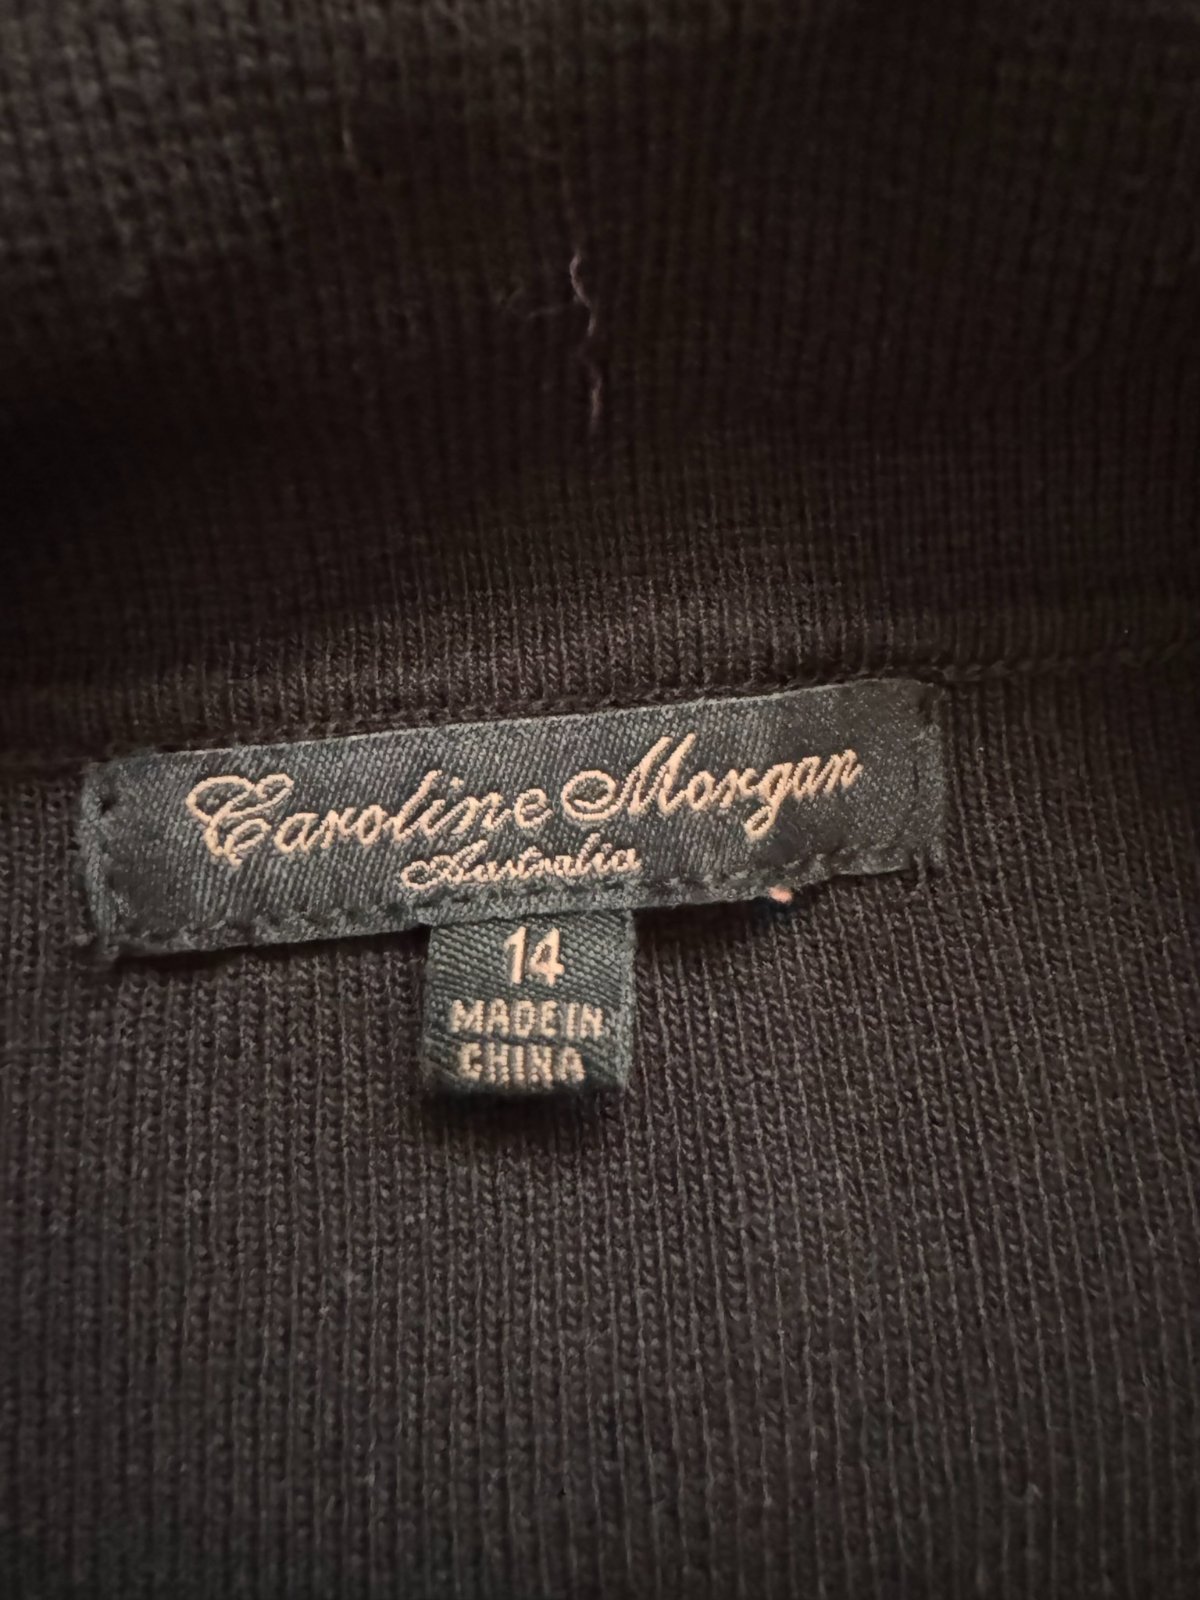 Caroline Morgan
Australia
14
MADE IN
CHINA